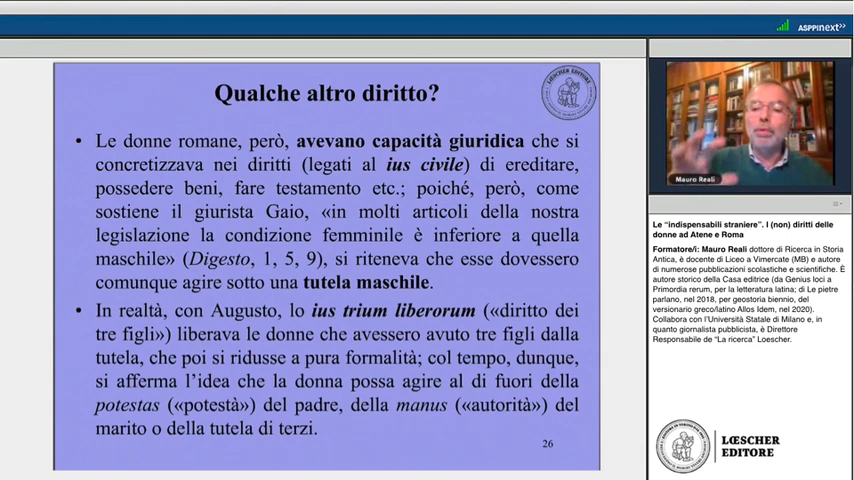 ASPPInext>>
Qualche altro diritto?
LOESCHER EDITORE
• Le donne romane, però, avevano capacità giuridica che si
concretizzava nei diritti (legati al ius civile) di ereditare,
possedere beni, fare testamento etc.; poiché, però, come
sostiene il giurista Gaio, «in molti articoli della nostra
legislazione la condizione femminile è inferiore a quella
maschile» (Digesto, 1, 5, 9), si riteneva che esse dovessero
comunque agire sotto una tutela maschile.
• In realtà, con Augusto, lo ius trium liberorum («diritto dei
tre figli») liberava le donne che avessero avuto tre figli dalla
tutela, che poi si ridusse a pura formalità; col tempo, dunque,
si afferma l'idea che la donna possa agire al di fuori della
potestas («potestà») del padre, della manus («autorità») del
marito o della tutela di terzi.
26
Mauro Reali
Le “indispensabili straniere”. I (non) diritti delle
donne ad Atene e Roma
Formatore/i: Mauro Reali dottore di Ricerca in Storia
Antica, è docente di Liceo a Vimercate (MB) e autore
di numerose pubblicazioni scolastiche e scientifiche. È
autore storico della Casa editrice (da Genius loci a
Primordia rerum, per la letteratura latina; di Le pietre
parlano, nel 2018, per geostoria biennio, del
versionario greco/latino Allos Idem, nel 2020).
Collabora con l'Università Statale di Milano e, in
quanto giornalista pubblicista, è Direttore
Responsabile de “La ricerca” Loescher.
LŒSCHER
EDITORE